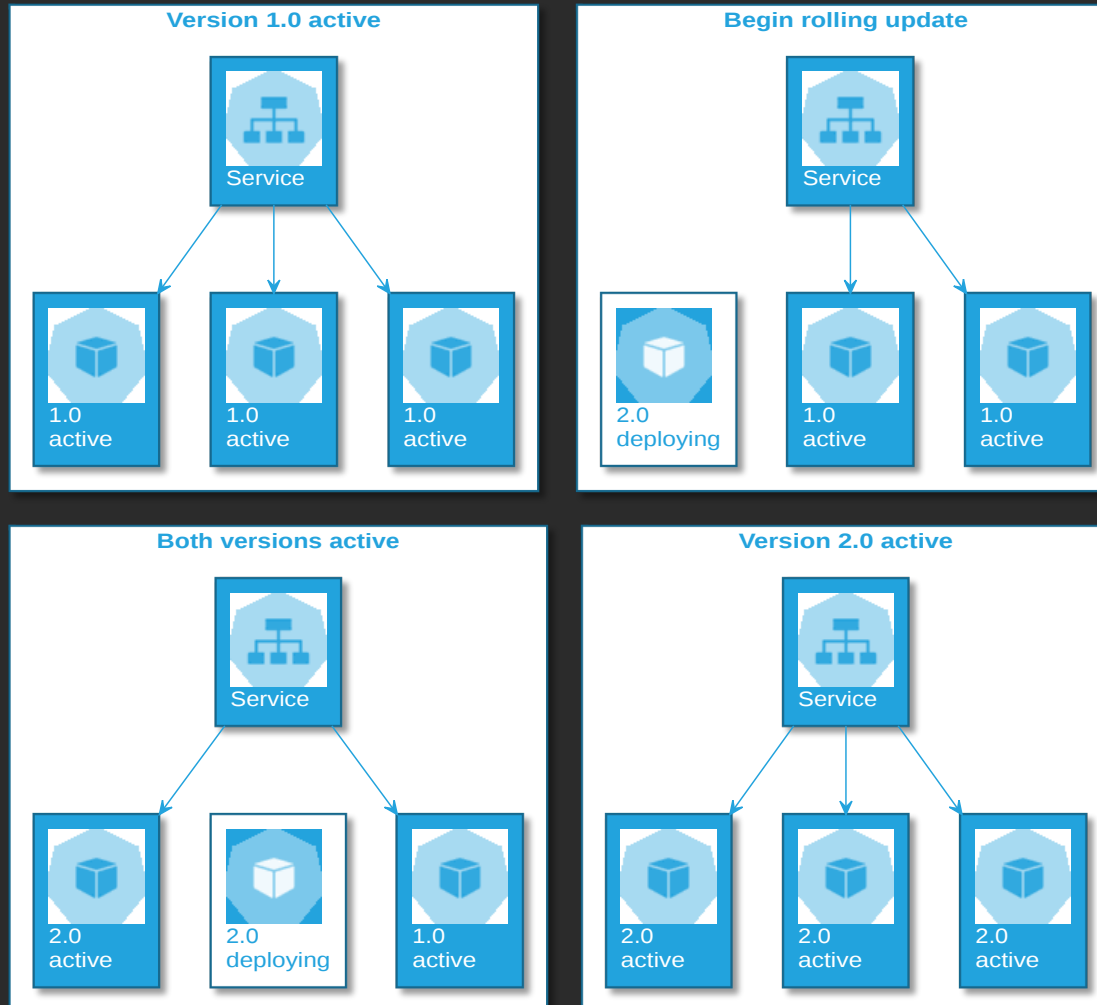 Version 1.0 active
Service
1.0
active
1.0
active
1.0
active
Begin rolling update
Service
2.0
deploying
1.0
active
1.0
active
Both versions active
Service
2.0
active
2.0
deploying
1.0
active
Version 2.0 active
Service
2.0
active
2.0
active
2.0
active